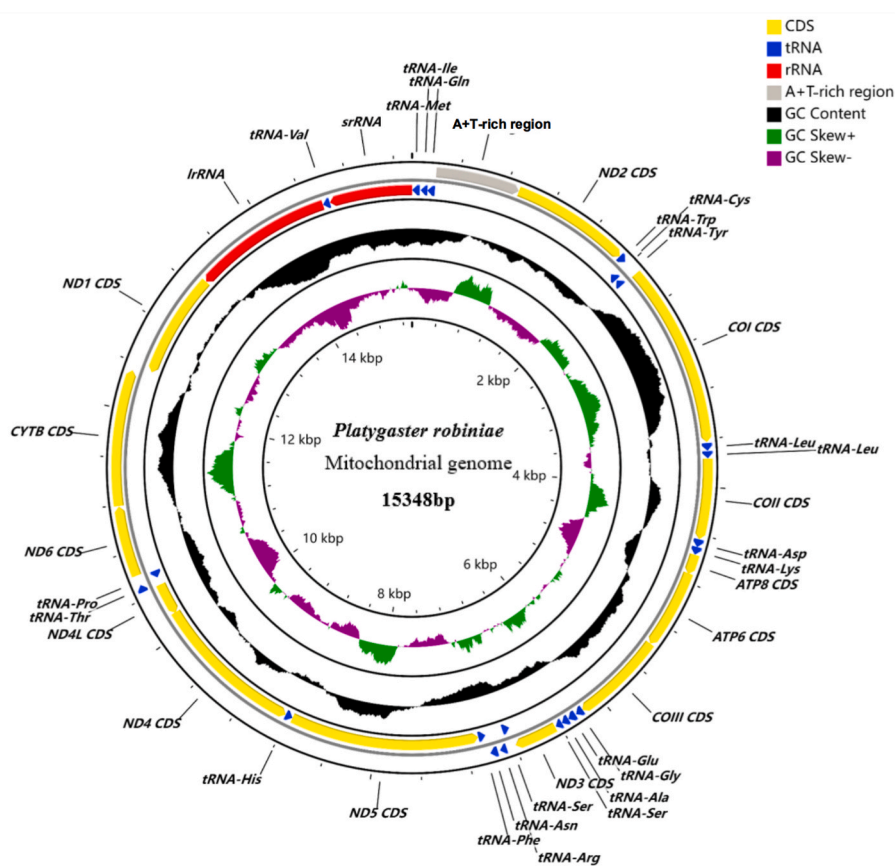 CDS
tRNA
rRNA
A+T-rich region
GC Content
GC Skew+
GC Skew-
tRNA-Ile
tRNA-Gln
tRNA-Met
A+T-rich region
srRNA
tRNA-Val
lrRNA
ND2 CDS
tRNA-Cys
tRNA-Trp
tRNA-Tyr
COI CDS
tRNA-Leu
tRNA-Leu
COII CDS
tRNA-Asp
tRNA-Lys
ATP8 CDS
ATP6 CDS
COIII CDS
tRNA-Glu
tRNA-Gly
tRNA-Ala
tRNA-Ser
ND3 CDS
tRNA-Ser
tRNA-Asn
tRNA-Arg
tRNA-Phe
ND5 CDS
tRNA-His
ND4 CDS
ND4L CDS
tRNA-Thr
tRNA-Pro
ND6 CDS
CYTB CDS
ND1 CDS
2 kbp
4 kbp
6 kbp
8 kbp
10 kbp
12 kbp
14 kbp
Platygaster robiniae
Mitochondrial genome
15348bp